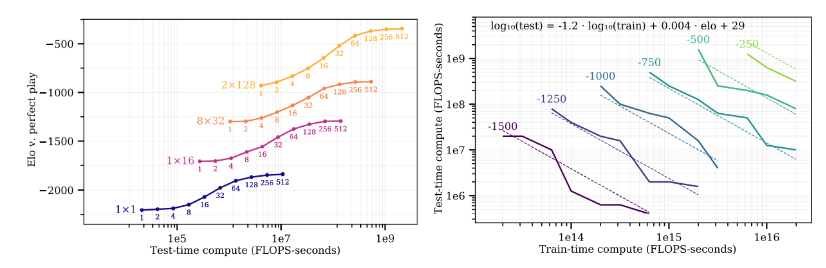 Elo v. perfect play
−500
−1000
−1500
−2000
2×128
1 2 4 8 16 32 64 128 256 512
8×32
1 2 4 8 16 32 64 128 256 512
1×16
1 2 4 8 16 32 64 128 256 512
1×1
1 2 4 8 16 32 64 128 256 512
1e5 1e7 1e9
Test-time compute (FLOPS-seconds)
Test-time compute (FLOPS-seconds)
1e9
1e8
1e7
1e6
log₁₀(test) = -1.2 · log₁₀(train) + 0.004 · elo + 29
-500
-250
-750
-1000
-1250
-1500
1e14 1e15 1e16
Train-time compute (FLOPS-seconds)